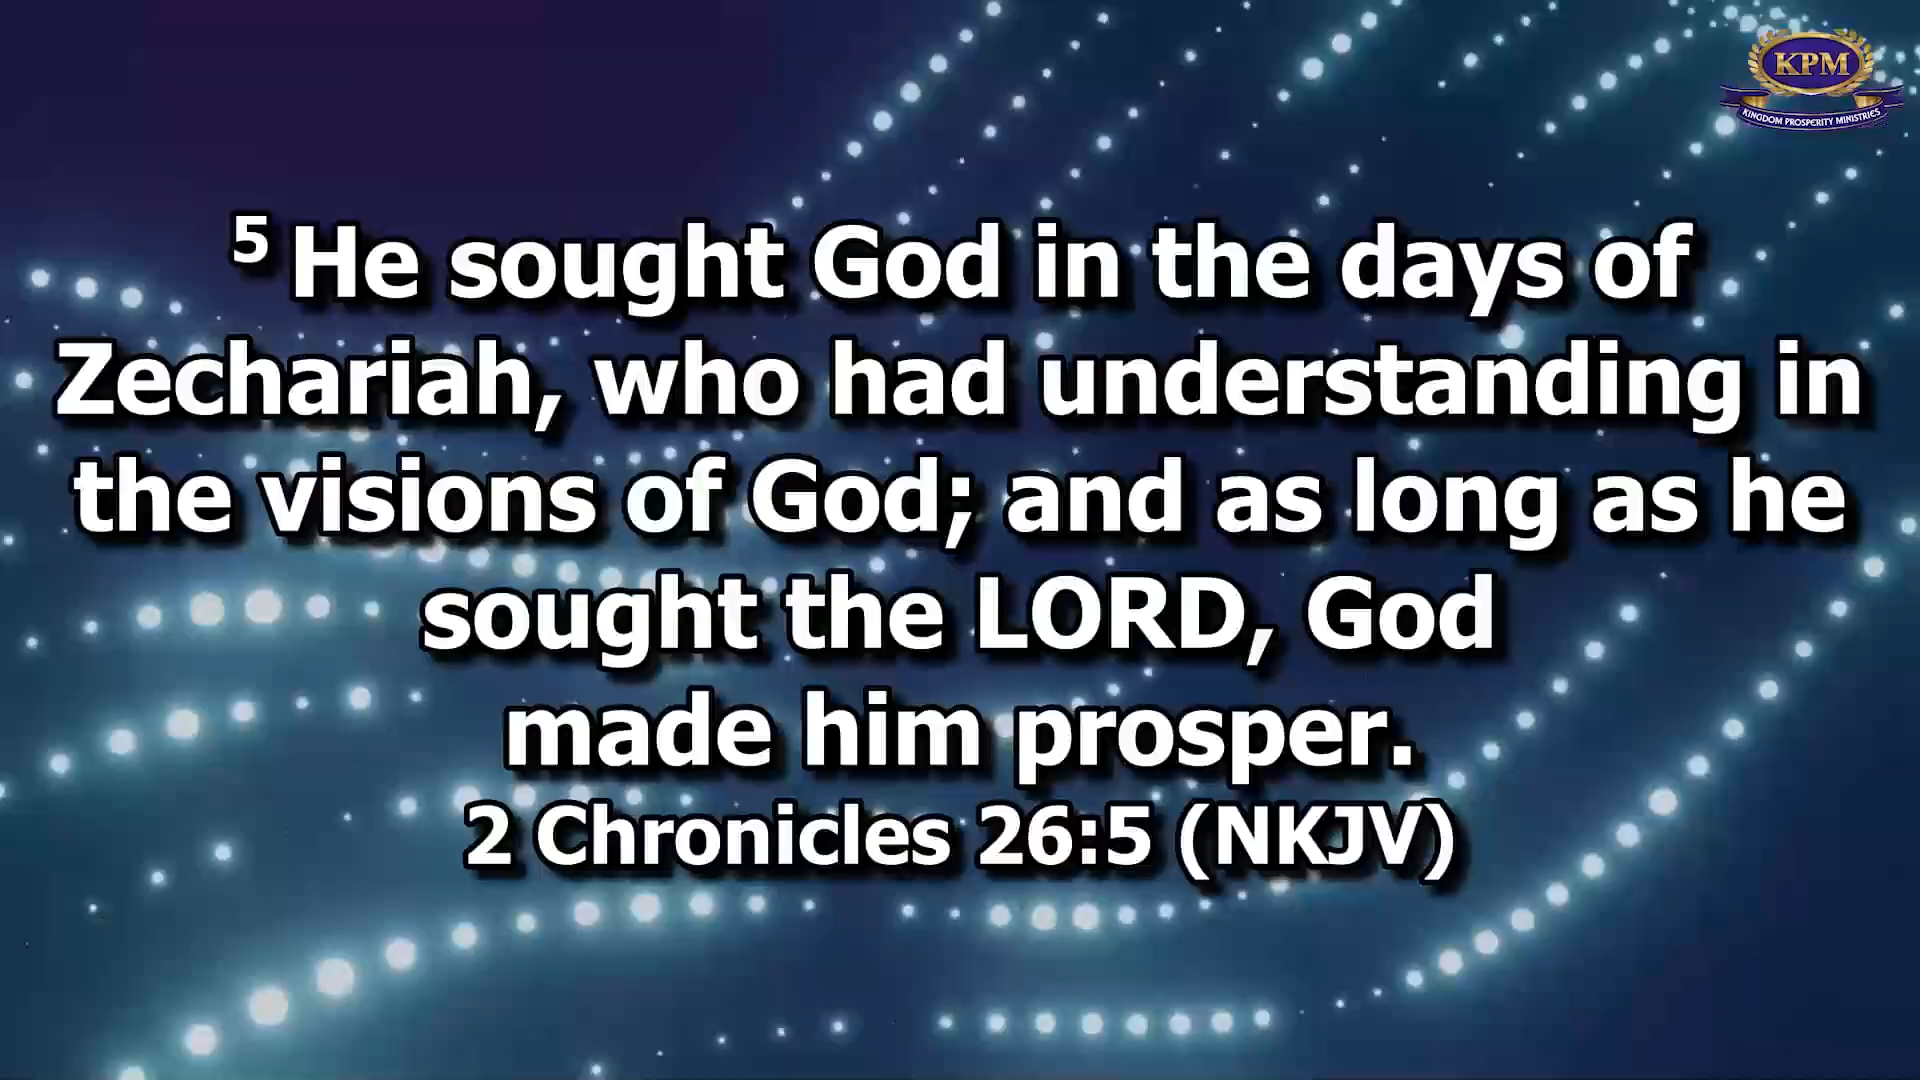 KPM
KINGDOM PROSPERITY MINISTRIES
5 He sought God in the days of
Zechariah, who had understanding in
the visions of God; and as long as he
sought the LORD, God
made him prosper.
2 Chronicles 26:5 (NKJV)